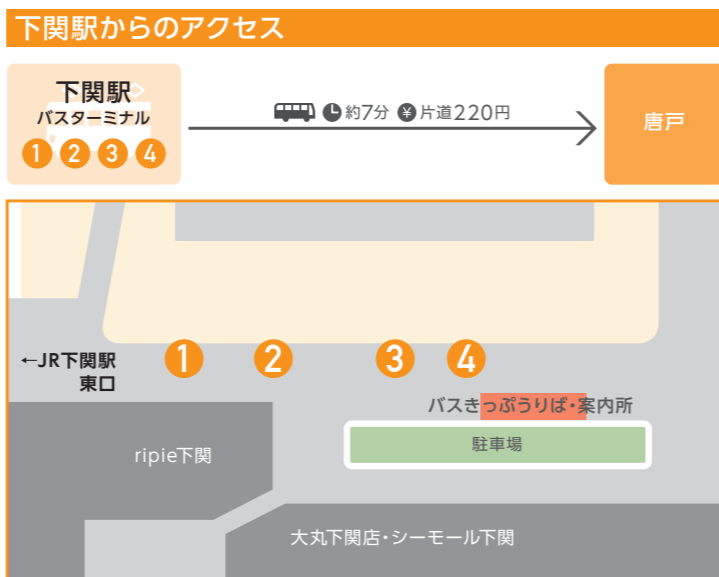 下関駅からのアクセス
下関駅
バスターミナル
1 2 3 4
約7分 ¥片道220円
唐戸
1 2 3 4
←JR下関駅
東口
バスきっぷうりば・案内所
駐車場
ripie下関
大丸下関店・シーモール下関